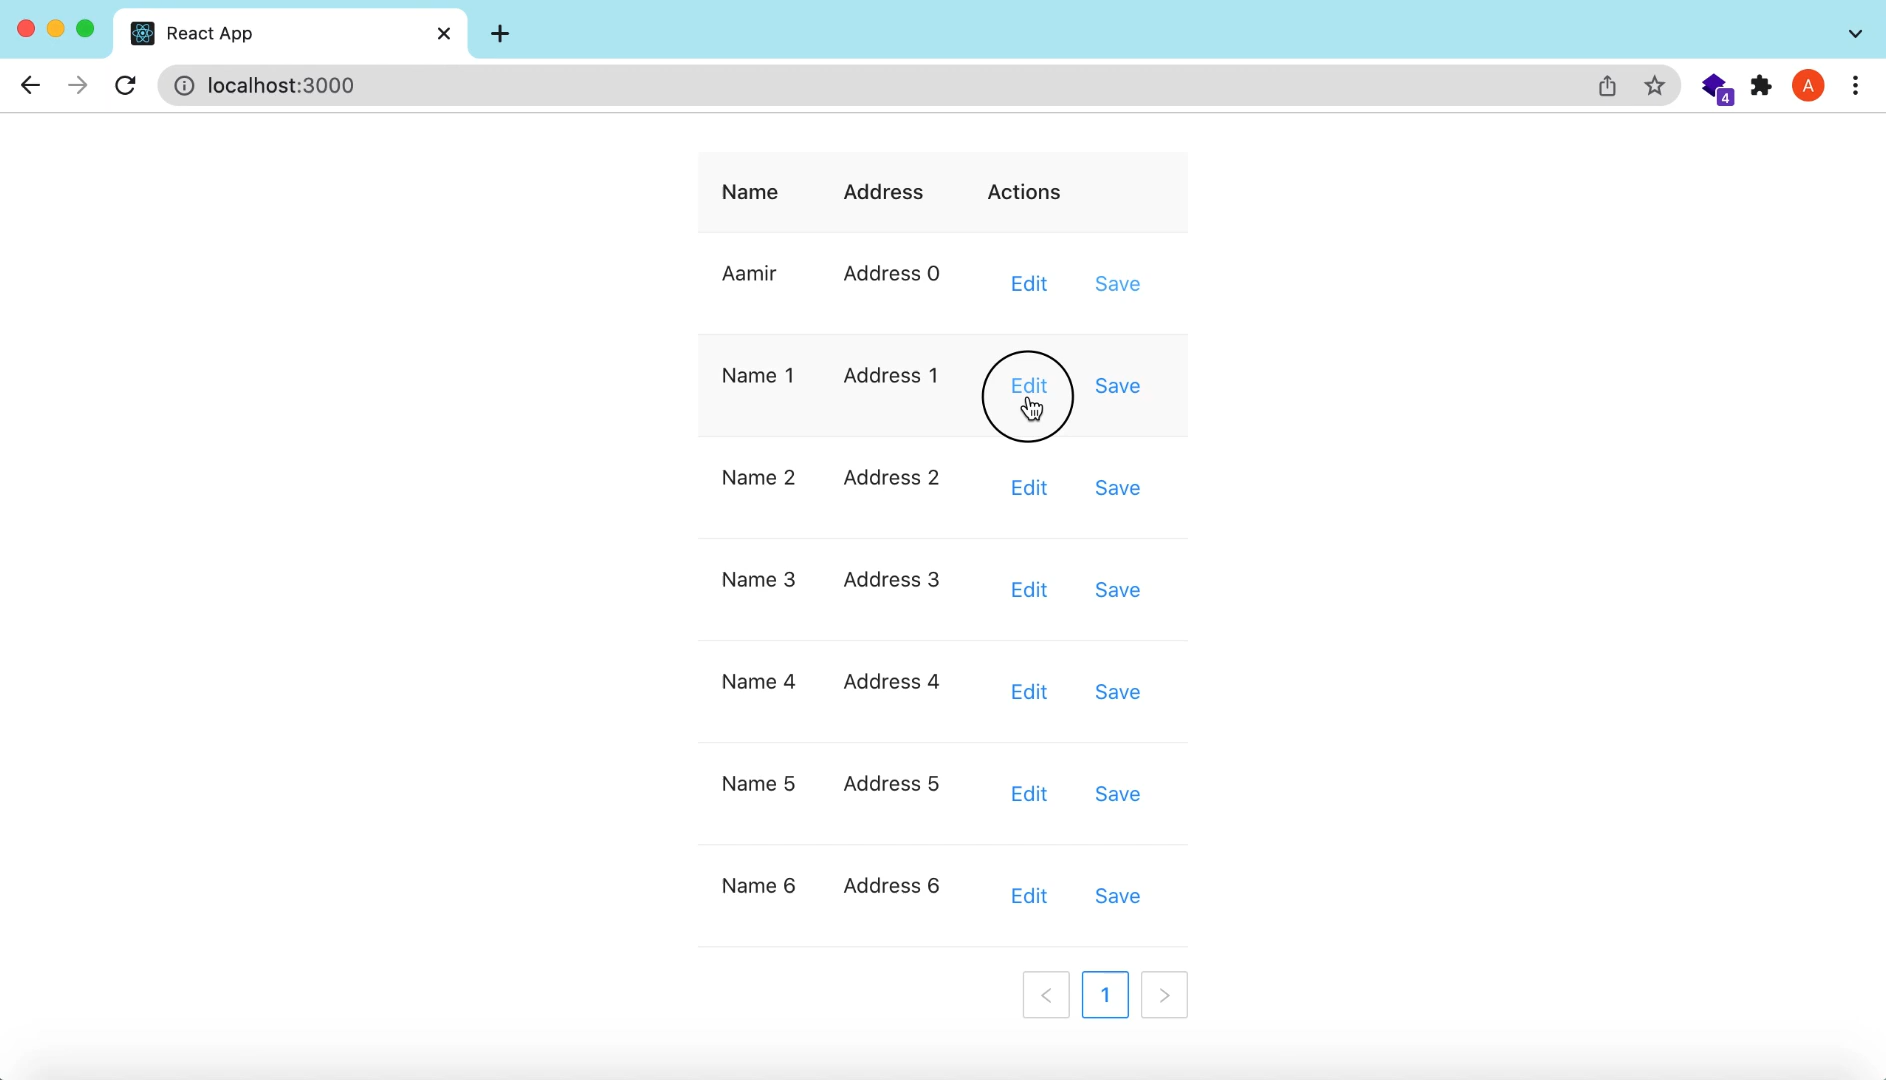 React App
localhost:3000
4
A
Name Address Actions
Aamir Address 0 Edit Save
Name 1 Address 1 Edit Save
Name 2 Address 2 Edit Save
Name 3 Address 3 Edit Save
Name 4 Address 4 Edit Save
Name 5 Address 5 Edit Save
Name 6 Address 6 Edit Save
< 1 >